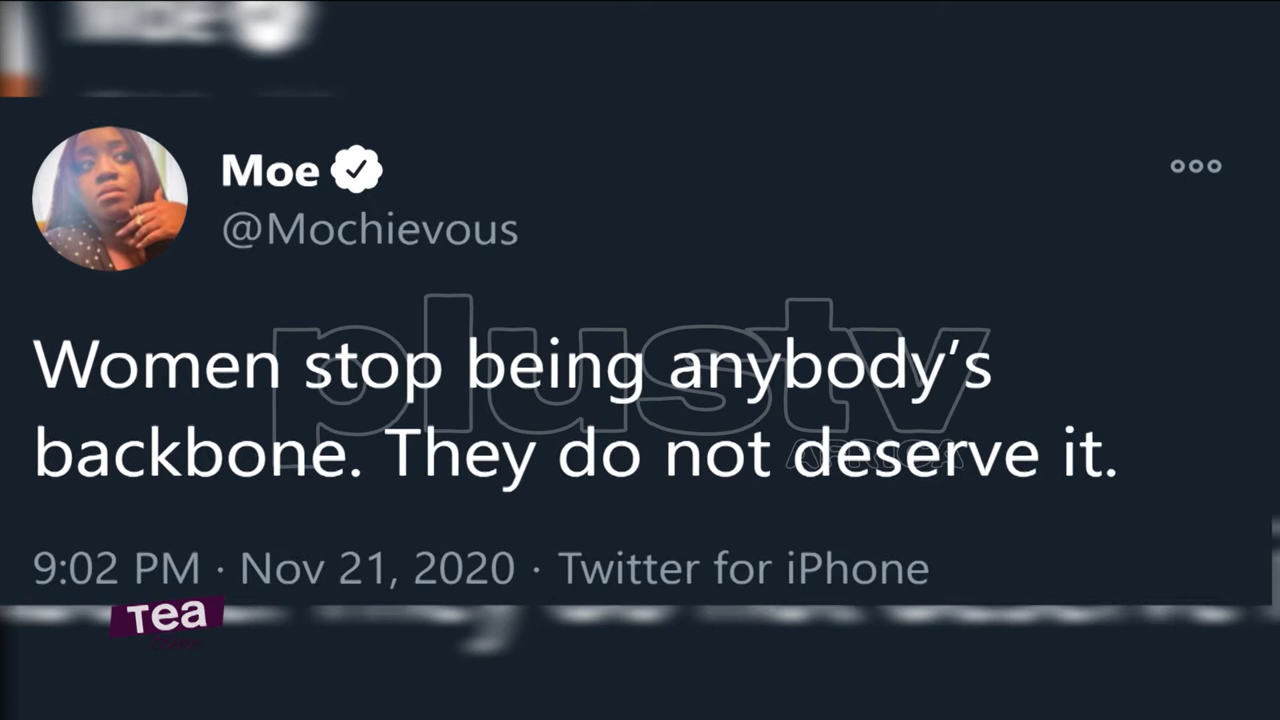 Moe
@Mochievous
plustv
AFRICA
Women stop being anybody’s
backbone. They do not deserve it.
9:02 PM · Nov 21, 2020 · Twitter for iPhone
Tea